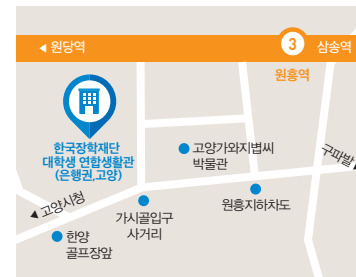 ◀ 원당역
3
삼송역
원흥역
한국장학재단
대학생 연합생활관
(은행권,고양)
고양가와지볍씨
박물관
구파발 ▶
◀ 고양시청
가시골입구
사거리
원흥지하차도
한양
골프장앞